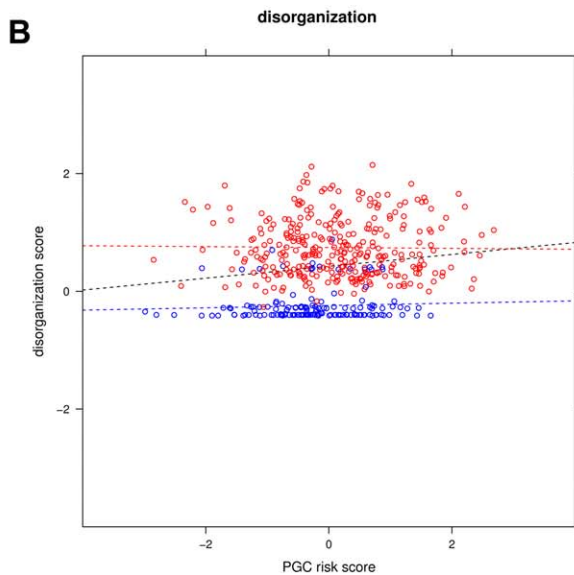 B
disorganization
disorganization score
2
0
−2
−2
0
2
PGC risk score